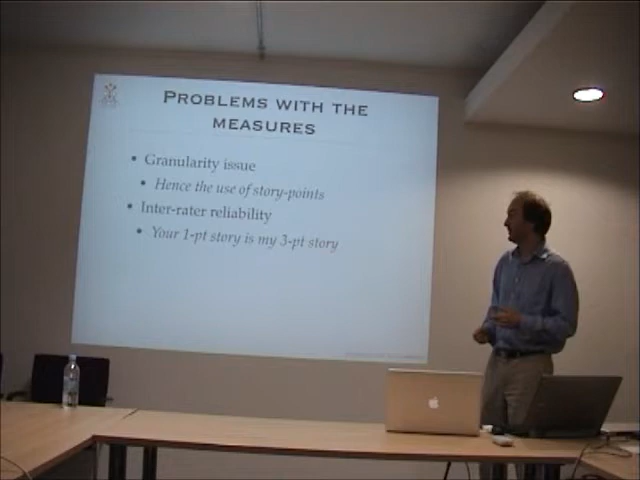 PROBLEMS WITH THE
MEASURES
• Granularity issue
• Hence the use of story-points
• Inter-rater reliability
• Your 1-pt story is my 3-pt story